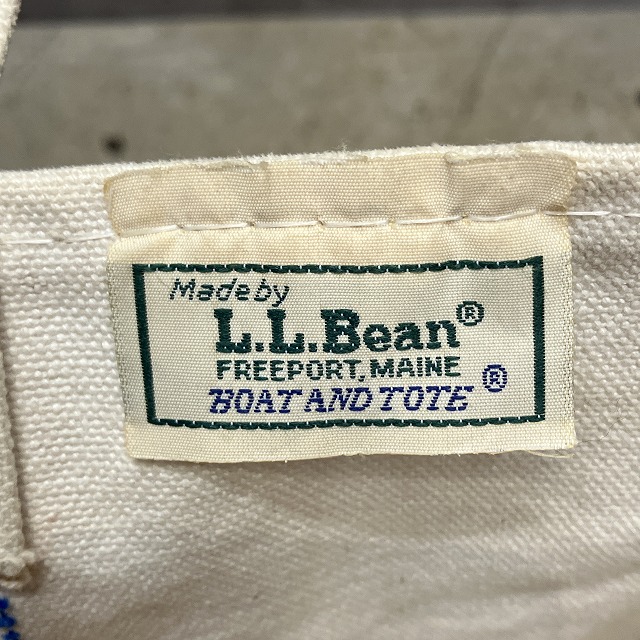 Made by
L.L.Bean®
FREEPORT, MAINE
BOAT AND TOTE ®